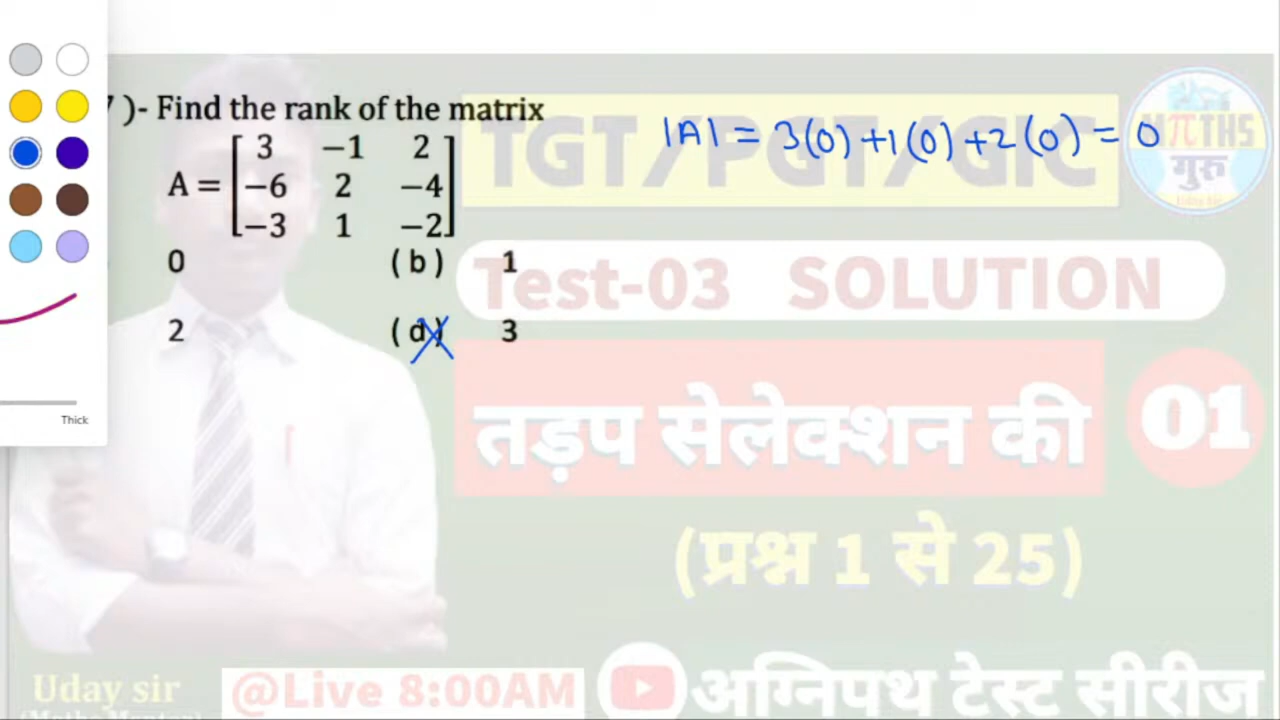 7 )- Find the rank of the matrix
|A| = 3(0) +1(0) +2(0) = 0
A = [ 3 −1 2
−6 2 −4
−3 1 −2 ]
0 (b) 1
2 (d) 3
TGT/PGT/GIC
MπTHS
गुरु
Test-03 SOLUTION
तड़प सेलेक्शन की
01
(प्रश्न 1 से 25)
Uday sir
(Maths Mentor)
@Live 8:00AM
अग्निपथ टेस्ट सीरीज
Thick